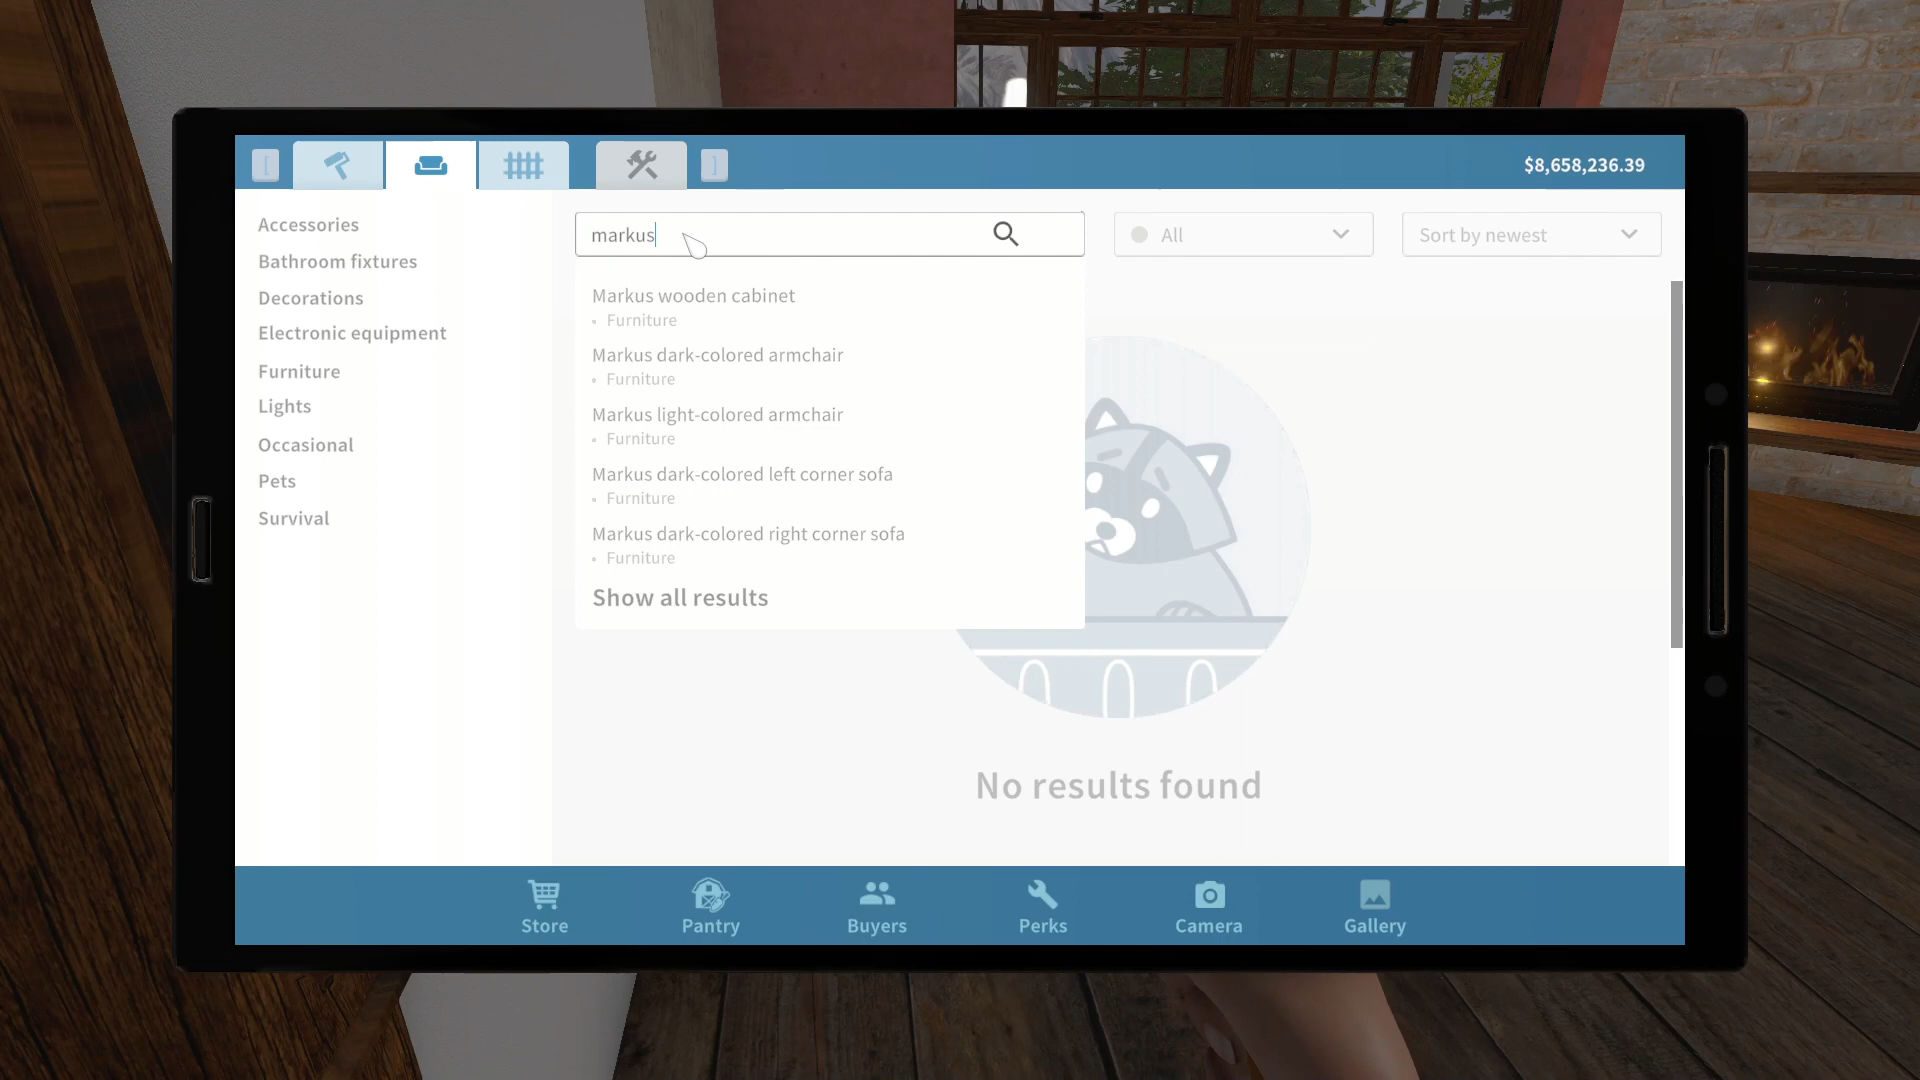 [
]
$8,658,236.39
Accessories
Bathroom fixtures
Decorations
Electronic equipment
Furniture
Lights
Occasional
Pets
Survival
markus
All
Sort by newest
Markus wooden cabinet
• Furniture
Markus dark-colored armchair
• Furniture
Markus light-colored armchair
• Furniture
Markus dark-colored left corner sofa
• Furniture
Markus dark-colored right corner sofa
• Furniture
Show all results
No results found
Store
Pantry
Buyers
Perks
Camera
Gallery